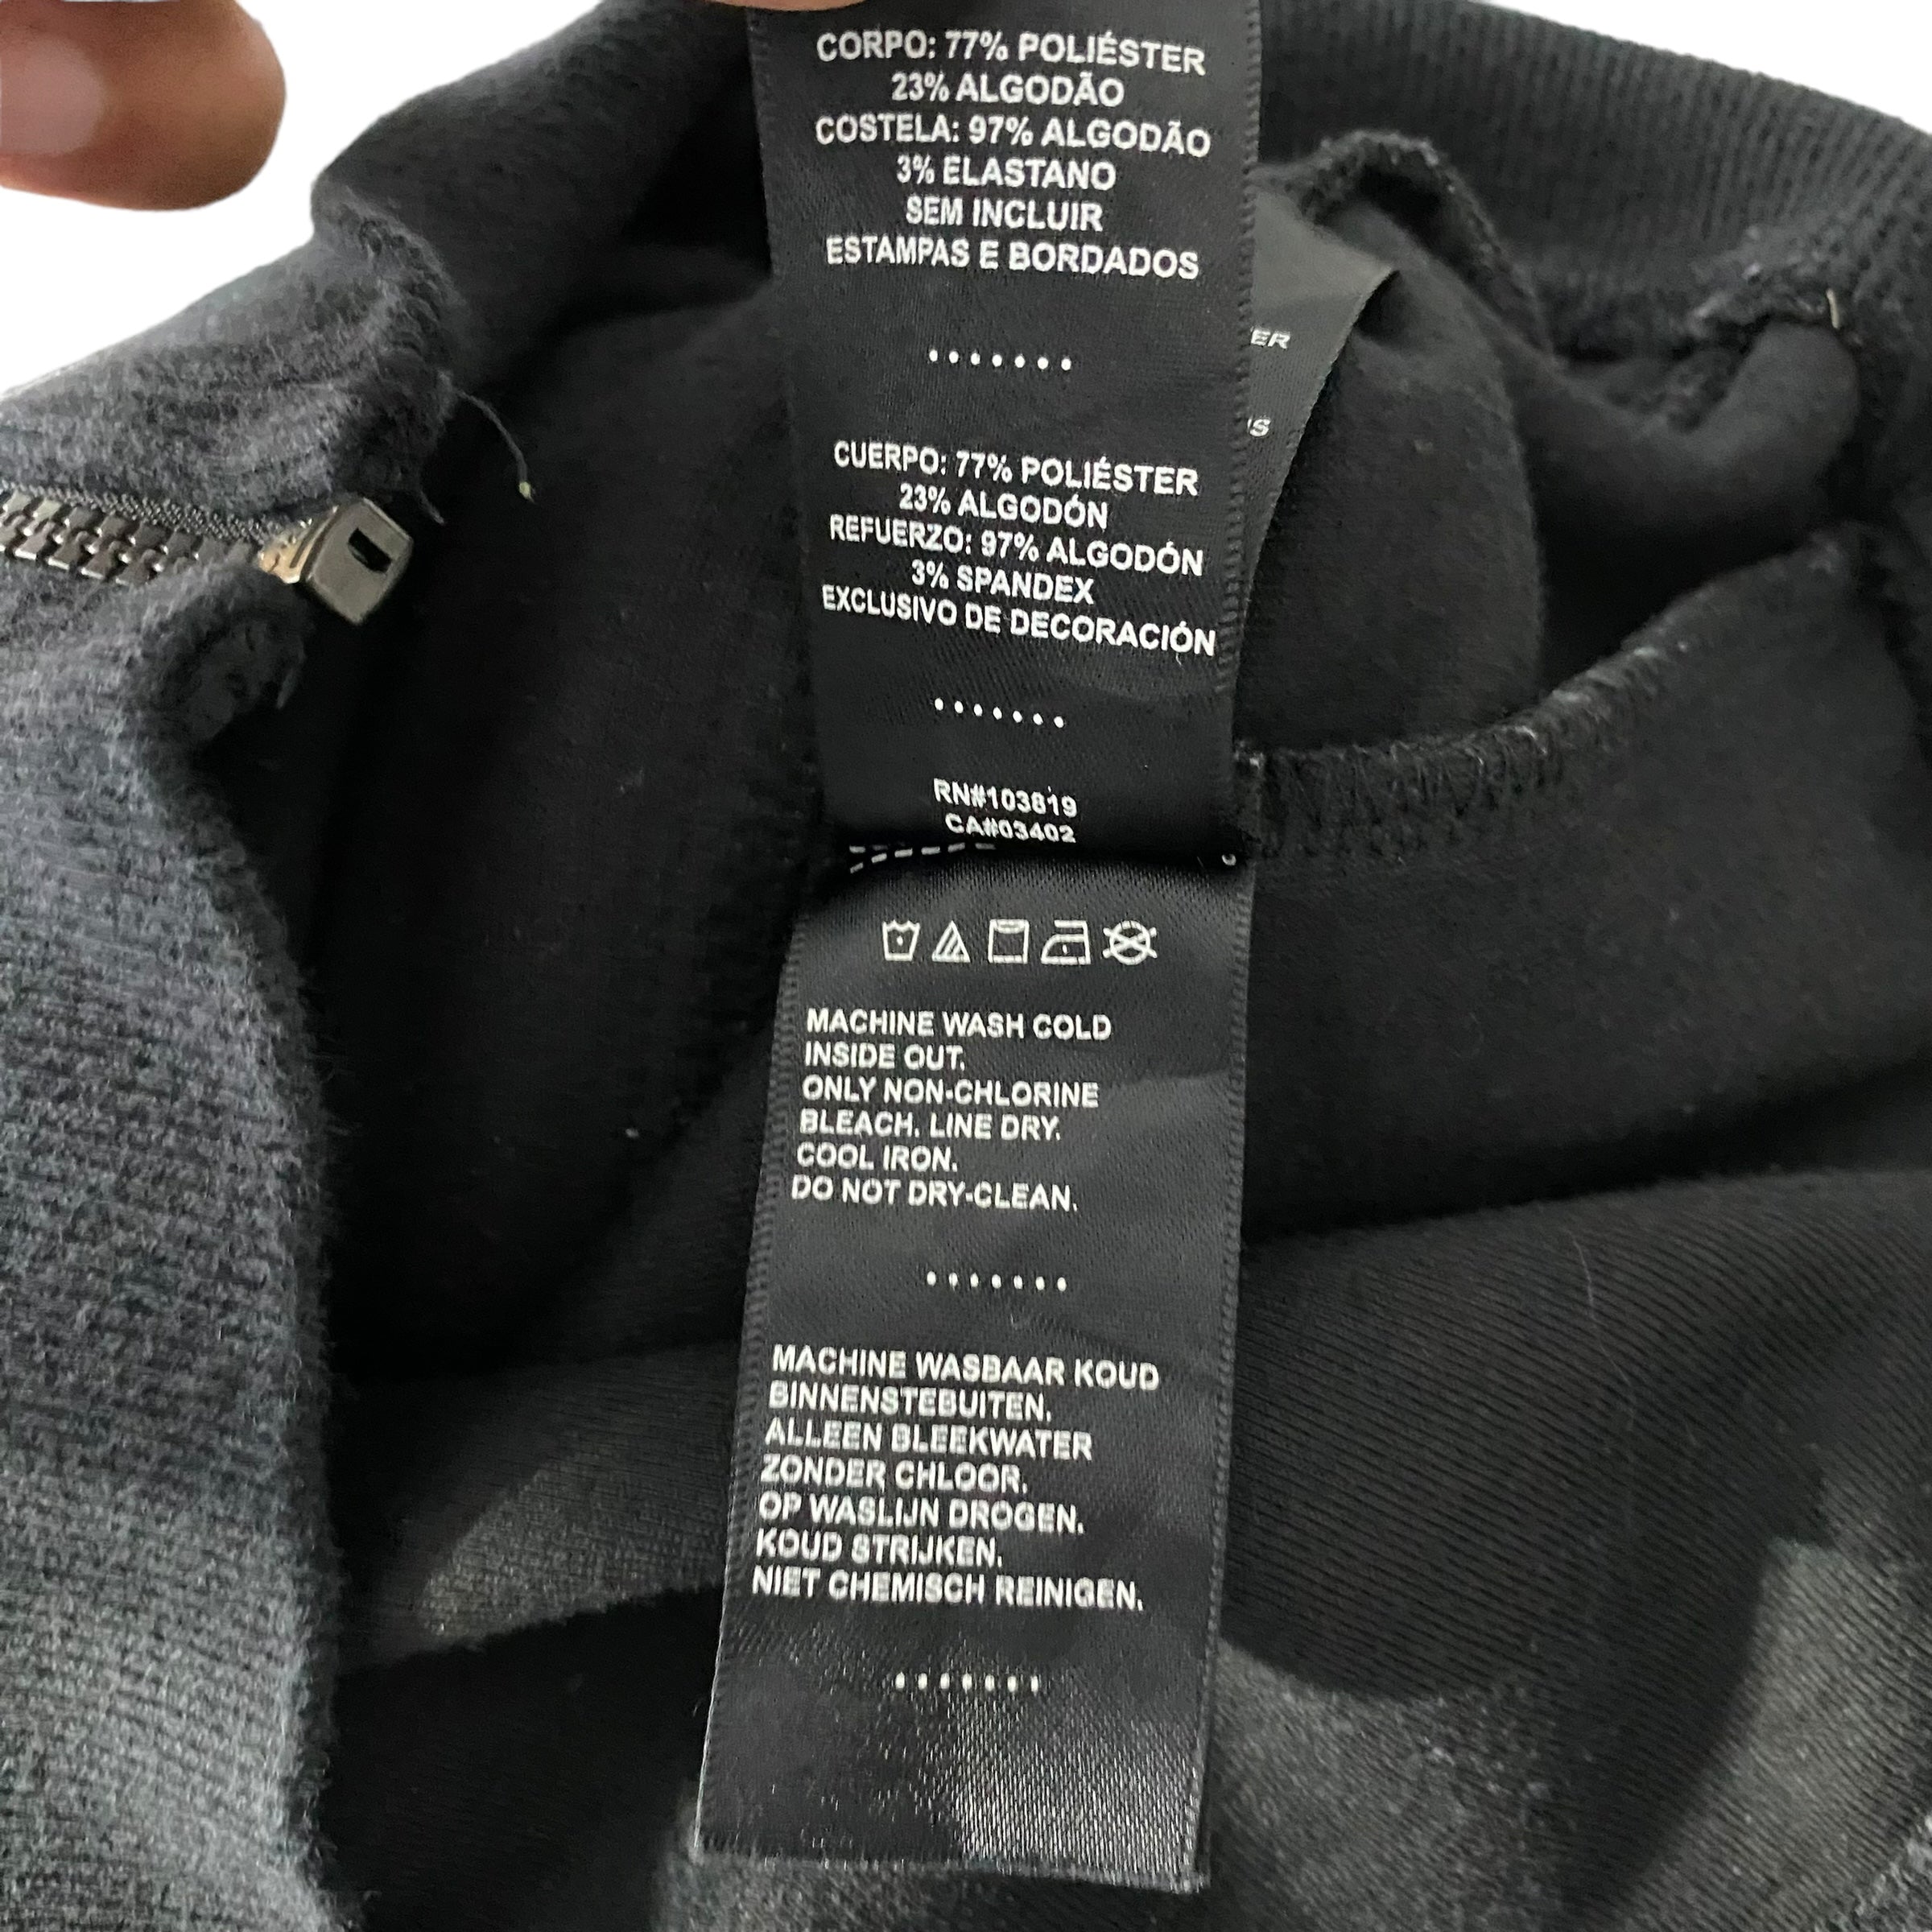 CORPO: 77% POLIÉSTER
23% ALGODÃO
COSTELA: 97% ALGODÃO
3% ELASTANO
SEM INCLUIR
ESTAMPAS E BORDADOS
CUERPO: 77% POLIÉSTER
23% ALGODÓN
REFUERZO: 97% ALGODÓN
3% SPANDEX
EXCLUSIVO DE DECORACIÓN
RN#103819
CA#03402
MACHINE WASH COLD
INSIDE OUT.
ONLY NON-CHLORINE
BLEACH. LINE DRY.
COOL IRON.
DO NOT DRY-CLEAN.
MACHINE WASBAAR KOUD
BINNENSTEBUITEN.
ALLEEN BLEEKWATER
ZONDER CHLOOR.
OP WASLIJN DROGEN.
KOUD STRIJKEN.
NIET CHEMISCH REINIGEN.